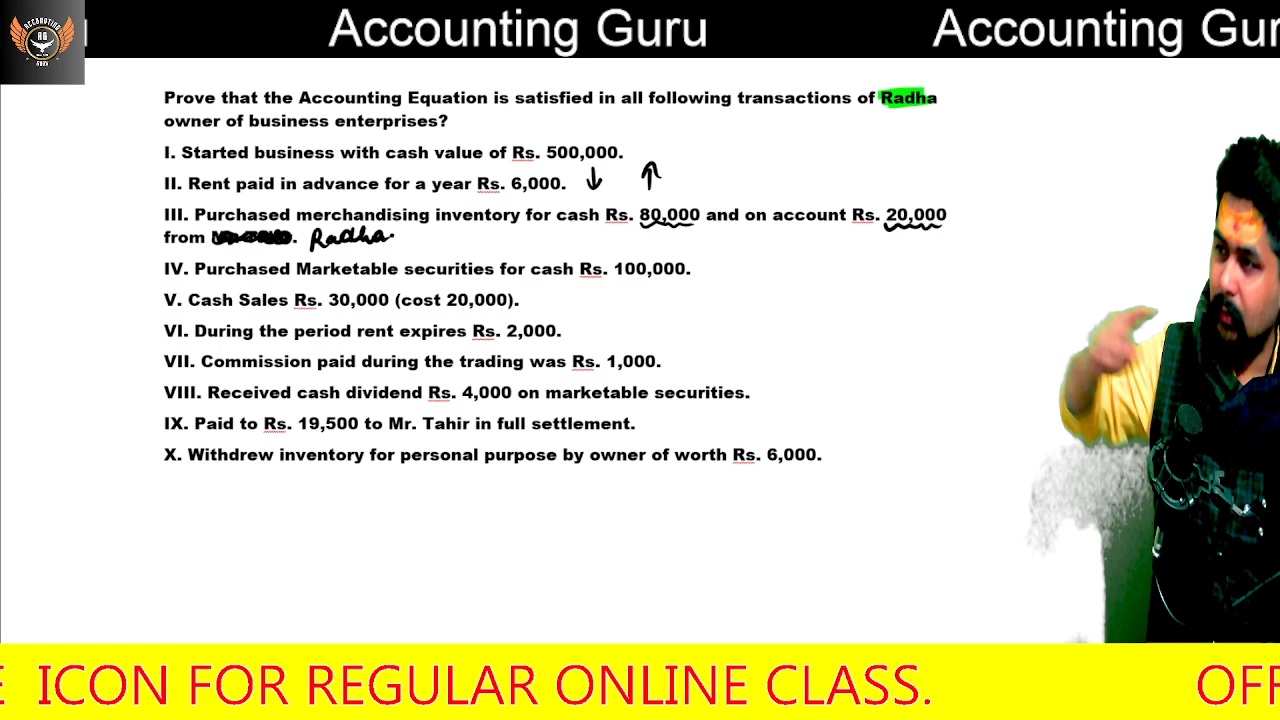 Accounting Guru
Accounting Gur
ACCOUNTING
AG
GURU
Prove that the Accounting Equation is satisfied in all following transactions of Radha
owner of business enterprises?
I. Started business with cash value of Rs. 500,000.
II. Rent paid in advance for a year Rs. 6,000.
III. Purchased merchandising inventory for cash Rs. 80,000 and on account Rs. 20,000
from . Radha.
IV. Purchased Marketable securities for cash Rs. 100,000.
V. Cash Sales Rs. 30,000 (cost 20,000).
VI. During the period rent expires Rs. 2,000.
VII. Commission paid during the trading was Rs. 1,000.
VIII. Received cash dividend Rs. 4,000 on marketable securities.
IX. Paid to Rs. 19,500 to Mr. Tahir in full settlement.
X. Withdrew inventory for personal purpose by owner of worth Rs. 6,000.
E ICON FOR REGULAR ONLINE CLASS. OFF